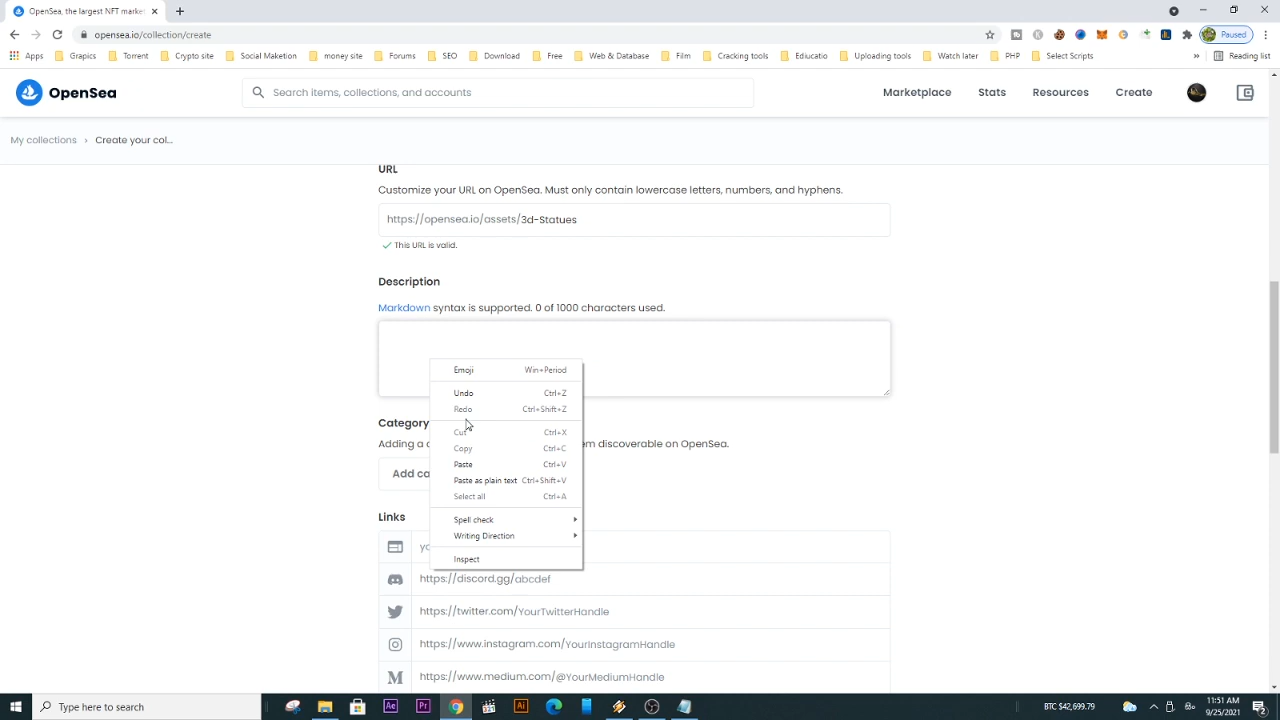 OpenSea, the largest NFT market
opensea.io/collection/create
Paused
Apps Grapics Torrent Crypto site Social Maketion money site Forums SEO Download Free Web & Database Film Cracking tools Educatio Uploading tools Watch later PHP Select Scripts » Reading list
OpenSea
Search items, collections, and accounts
Marketplace Stats Resources Create
My collections › Create your col...
URL
Customize your URL on OpenSea. Must only contain lowercase letters, numbers, and hyphens.
https://opensea.io/assets/3d-Statues
This URL is valid.
Description
Markdown syntax is supported. 0 of 1000 characters used.
Emoji Win+Period
Undo Ctrl+Z
Redo Ctrl+Shift+Z
Cut Ctrl+X
Copy Ctrl+C
Paste Ctrl+V
Paste as plain text Ctrl+Shift+V
Select all Ctrl+A
Spell check
Writing Direction
Inspect
Category
Adding a c em discoverable on OpenSea.
Add ca
Links
yo
https://discord.gg/abcdef
https://twitter.com/YourTwitterHandle
https://www.instagram.com/YourInstagramHandle
https://www.medium.com/@YourMediumHandle
Type here to search
BTC $42,699.79
11:51 AM
9/25/2021
2